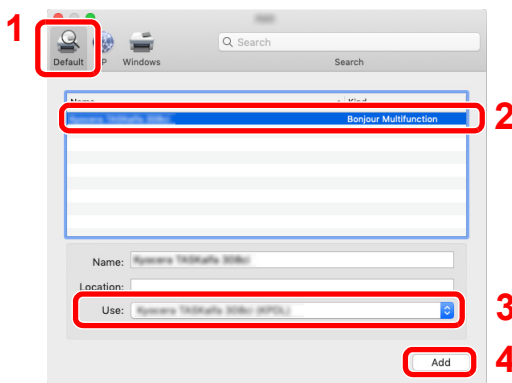 1
Search
Default
P
Windows
Search
Name
Kind
2
Bonjour Multifunction
Name:
Location:
Use:
3
Add
4